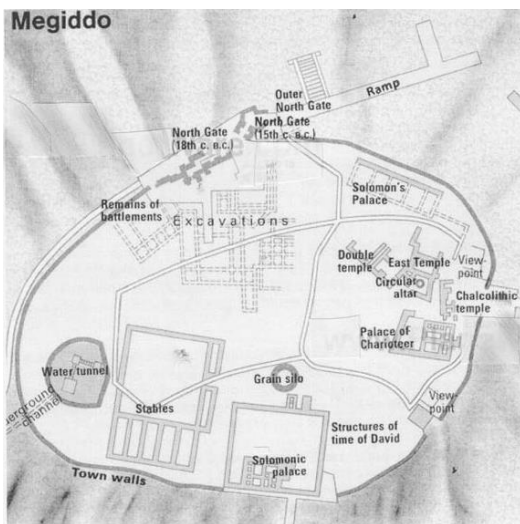 Megiddo
Outer
North Gate
Ramp
North Gate
(18th c. B.C.)
North Gate
(15th c. B.C.)
Solomon's
Palace
Remains of
battlements
Excavations
Double
temple
East Temple
View-
point
Circular
altar
Chalcolithic
temple
Palace of
Charioteer
Water tunnel
Grain silo
View-
point
Stables
channel
Structures of
time of David
Solomonic
palace
Town walls